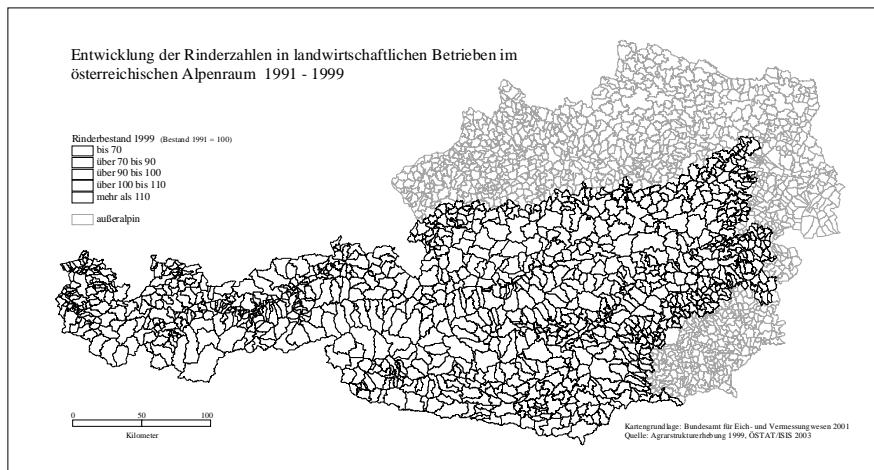 Entwicklung der Rinderzahlen in landwirtschaftlichen Betrieben im
österreichischen Alpenraum 1991 - 1999
Rinderbestand 1999 (Bestand 1991 = 100)
bis 70
über 70 bis 90
über 90 bis 100
über 100 bis 110
mehr als 110
außeralpin
0 50 100
Kilometer
Kartengrundlage: Bundesamt für Eich- und Vermessungwesen 2001
Quelle: Agrarstrukturerhebung 1999, ÖSTAT/ISIS 2003